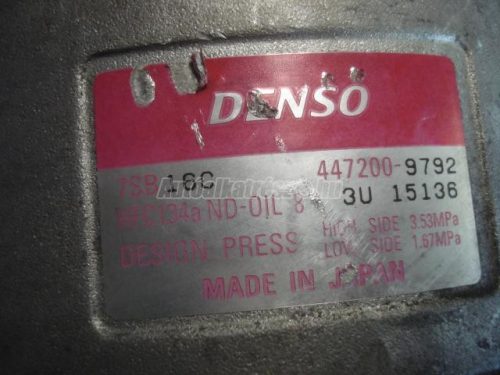 DENSO
7SB16C 447200-9792
HFC134a ND-OIL 8 3U 15136
DESIGN PRESS HIGH SIDE 3.53MPa
LOW SIDE 1.67MPa
MADE IN JAPAN